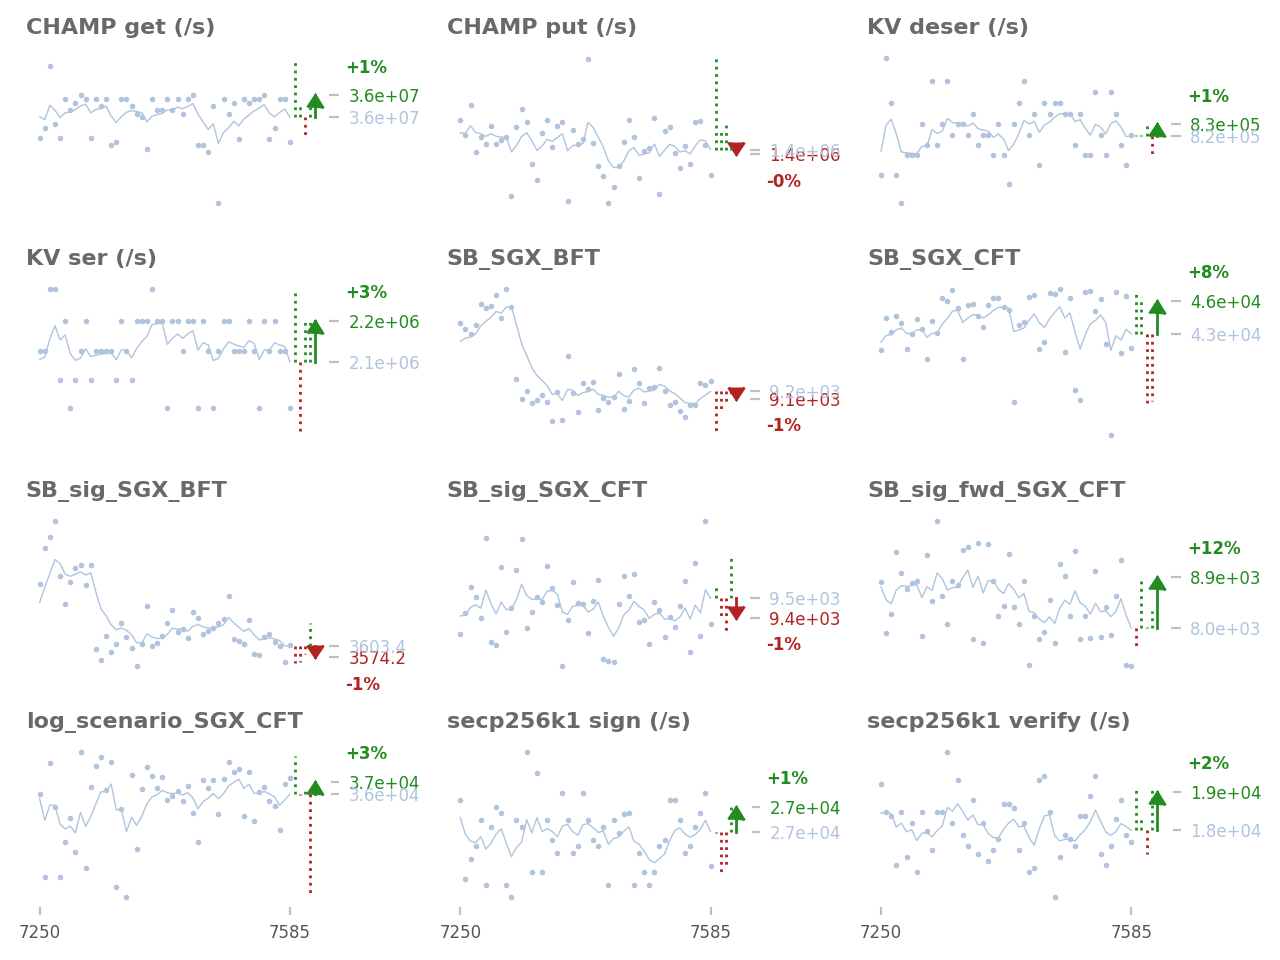 CHAMP get (/s)
+1%
3.6e+07
3.6e+07
CHAMP put (/s)
1.4e+06
1.4e+06
-0%
KV deser (/s)
+1%
8.3e+05
8.2e+05
KV ser (/s)
+3%
2.2e+06
2.1e+06
SB_SGX_BFT
9.2e+03
9.1e+03
-1%
SB_SGX_CFT
+8%
4.6e+04
4.3e+04
SB_sig_SGX_BFT
3603.4
3574.2
-1%
SB_sig_SGX_CFT
9.5e+03
9.4e+03
-1%
SB_sig_fwd_SGX_CFT
+12%
8.9e+03
8.0e+03
log_scenario_SGX_CFT
+3%
3.7e+04
3.6e+04
7250 7585
secp256k1 sign (/s)
+1%
2.7e+04
2.7e+04
7250 7585
secp256k1 verify (/s)
+2%
1.9e+04
1.8e+04
7250 7585